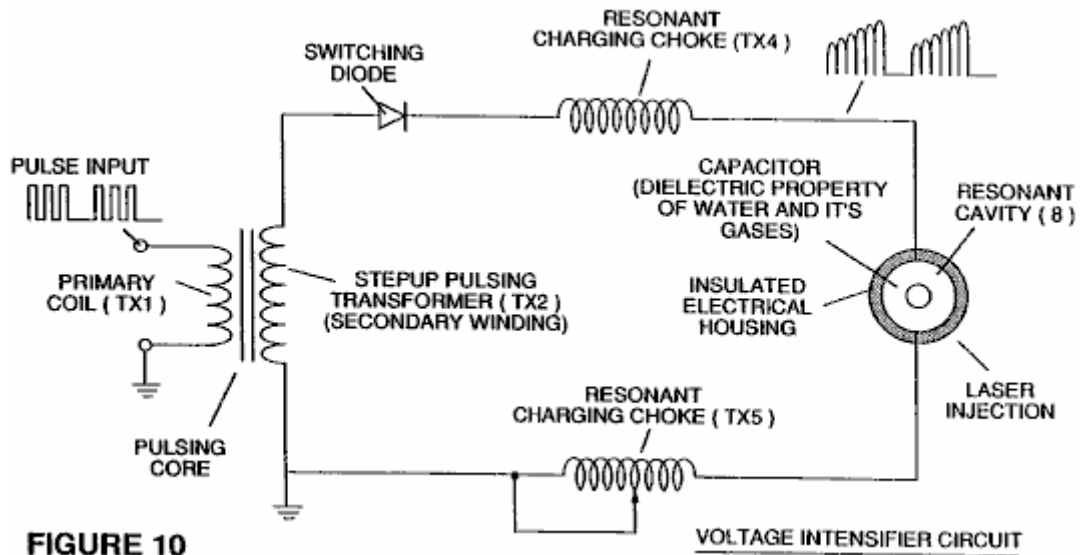 RESONANT
CHARGING CHOKE (TX4)
SWITCHING
DIODE
PULSE INPUT
CAPACITOR
(DIELECTRIC PROPERTY
OF WATER AND IT'S
GASES)
RESONANT
CAVITY (8)
PRIMARY
COIL (TX1)
STEPUP PULSING
TRANSFORMER (TX2)
(SECONDARY WINDING)
INSULATED
ELECTRICAL
HOUSING
LASER
INJECTION
RESONANT
CHARGING CHOKE (TX5)
PULSING
CORE
FIGURE 10
VOLTAGE INTENSIFIER CIRCUIT